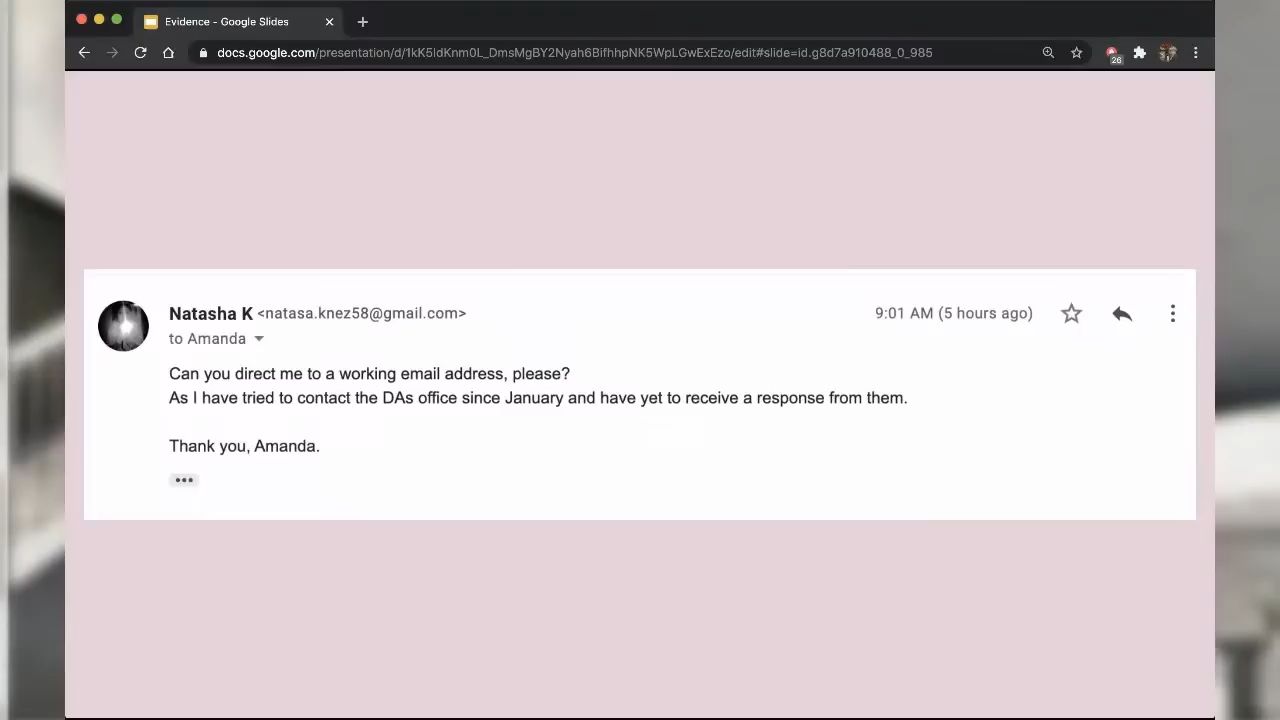 Evidence - Google Slides
docs.google.com/presentation/d/1kK5ldKnm0L_DmsMgBY2Nyah6BifhhpNK5WpLGwExEzo/edit#slide=id.g8d7a910488_0_985
26
Natasha K <natasa.knez58@gmail.com>
9:01 AM (5 hours ago)
to Amanda
Can you direct me to a working email address, please?
As I have tried to contact the DAs office since January and have yet to receive a response from them.
Thank you, Amanda.